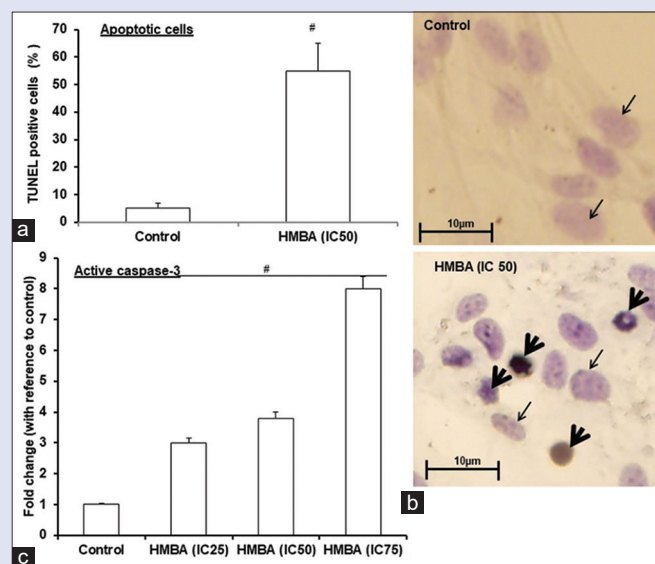 Apoptotic cells
#
TUNEL positive cells (%)
70
60
50
40
30
20
10
0
Control
HMBA (IC50)
a
Control
10µm
HMBA (IC 50)
10µm
b
Active caspase-3
#
Fold change (with reference to control)
9
8
7
6
5
4
3
2
1
0
Control
HMBA (IC25)
HMBA (IC50)
HMBA (IC75)
c